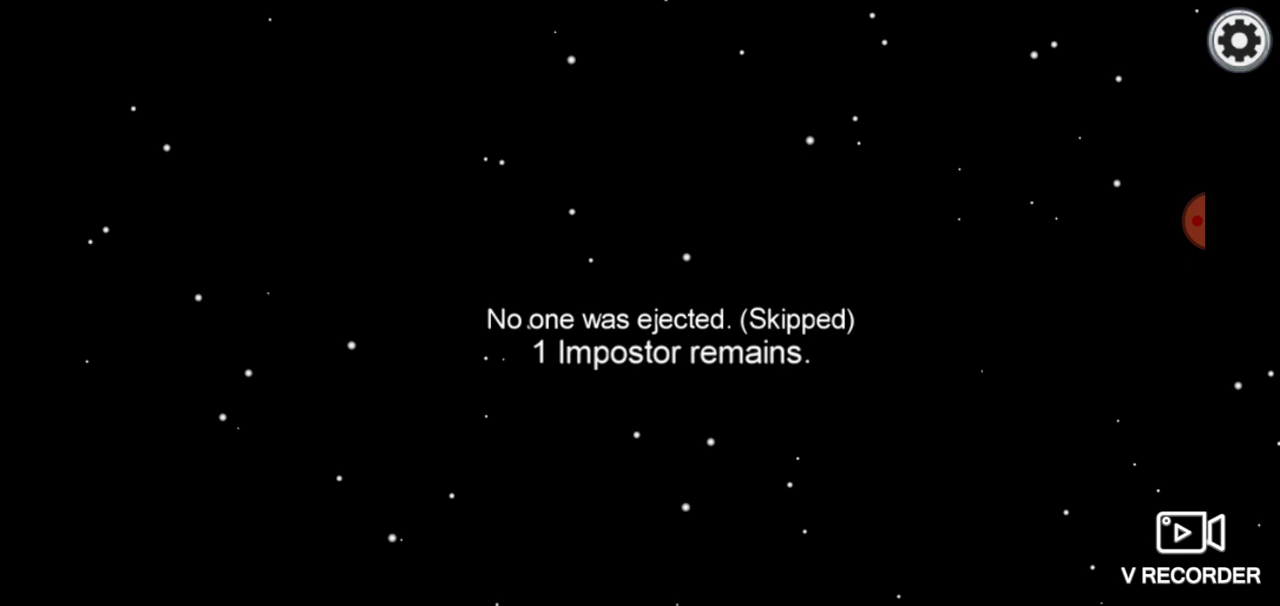 No one was ejected. (Skipped)
1 Impostor remains.
V RECORDER